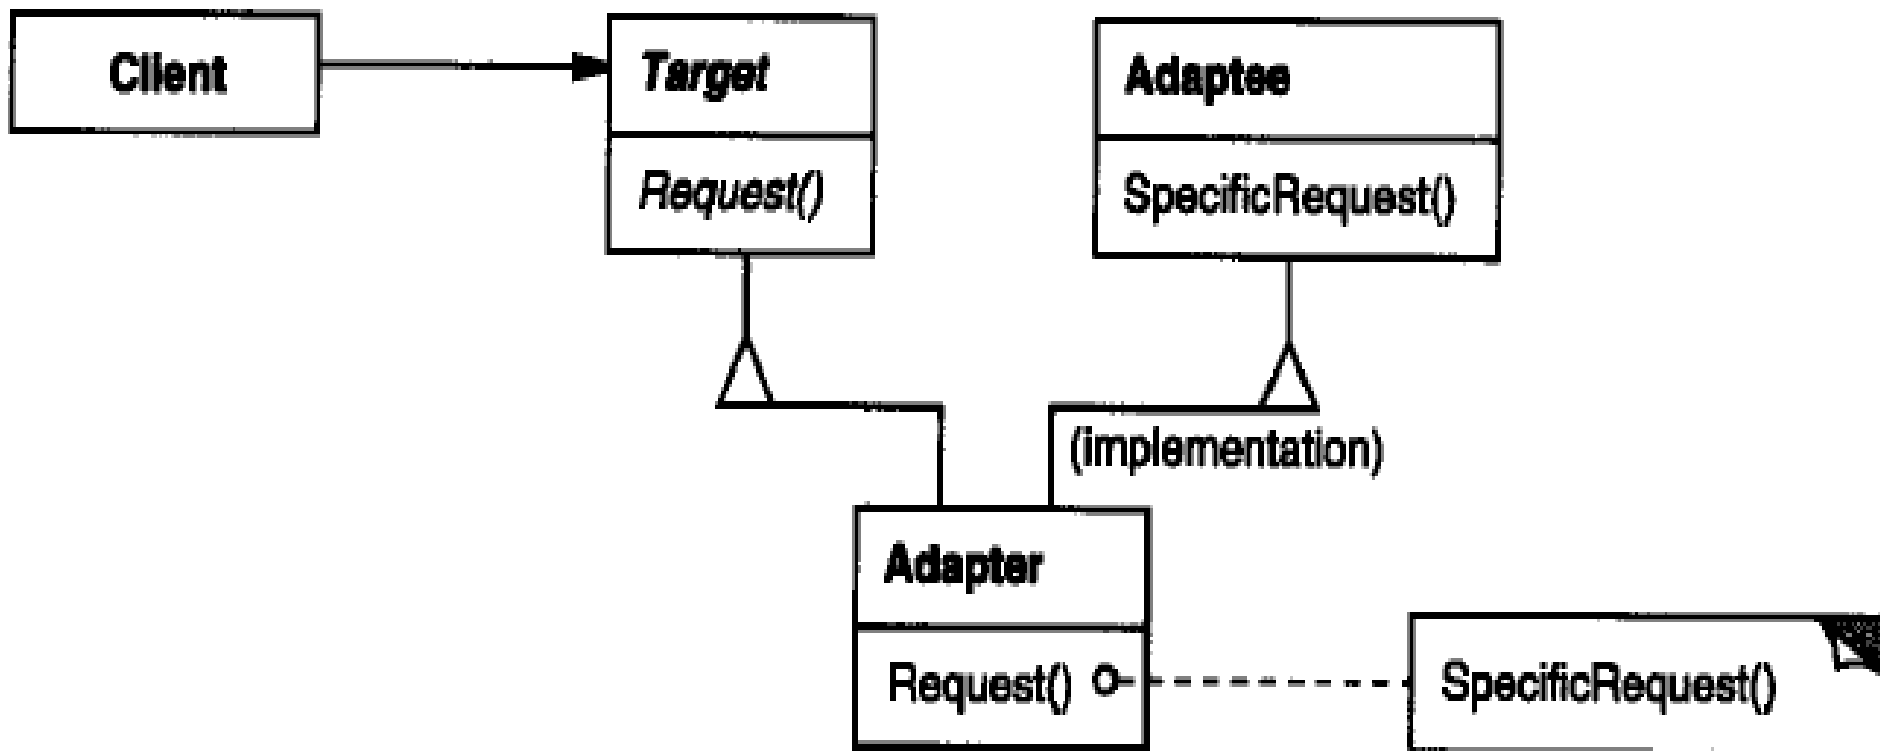 Client
Target
Request()
Adaptee
SpecificRequest()
(implementation)
Adapter
Request()
SpecificRequest()